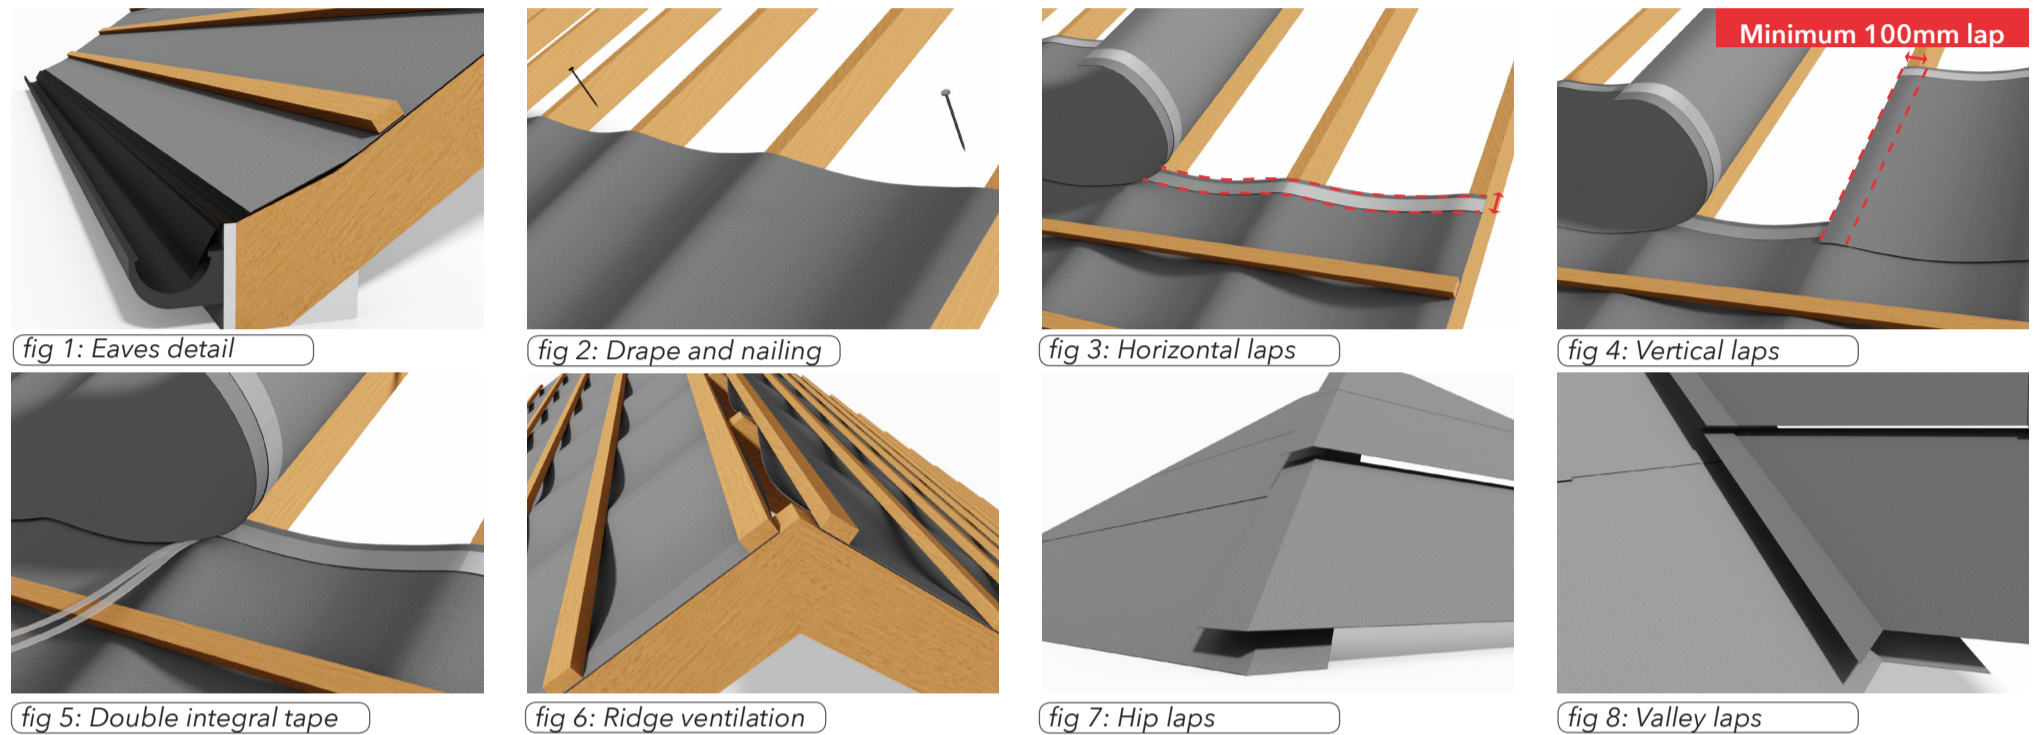 Minimum 100mm lap
fig 1: Eaves detail
fig 2: Drape and nailing
fig 3: Horizontal laps
fig 4: Vertical laps
fig 5: Double integral tape
fig 6: Ridge ventilation
fig 7: Hip laps
fig 8: Valley laps